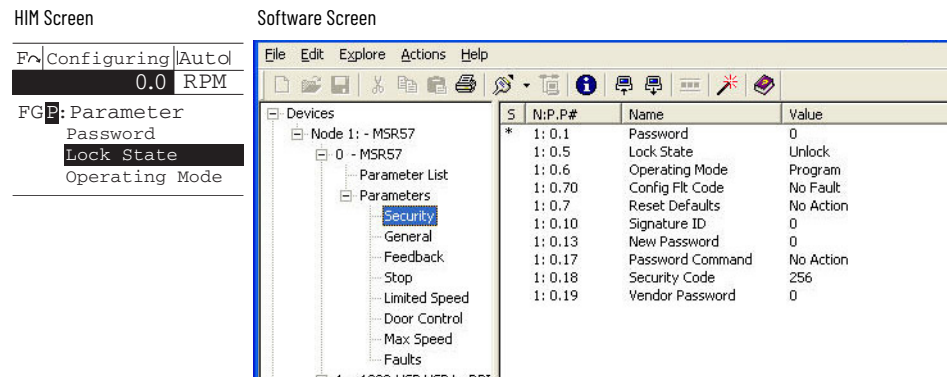 HIM Screen
Software Screen
F Configuring Auto
0.0 RPM
FGP: Parameter
Password
Lock State
Operating Mode
File Edit Explore Actions Help
Devices
Node 1: - MSR57
0 - MSR57
Parameter List
Parameters
Security
General
Feedback
Stop
Limited Speed
Door Control
Max Speed
Faults
S N:P.P# Name Value
* 1: 0.1 Password 0
1: 0.5 Lock State Unlock
1: 0.6 Operating Mode Program
1: 0.70 Config Flt Code No Fault
1: 0.7 Reset Defaults No Action
1: 0.10 Signature ID 0
1: 0.13 New Password 0
1: 0.17 Password Command No Action
1: 0.18 Security Code 256
1: 0.19 Vendor Password 0